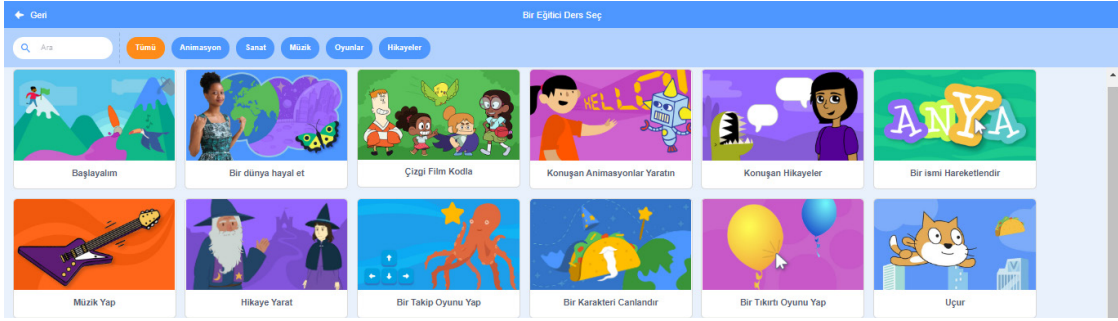 Geri
Bir Eğitici Ders Seç
Ara
Tümü
Animasyon
Sanat
Müzik
Oyunlar
Hikayeler
HELLO
ANYA
Başlayalım
Bir dünya hayal et
Çizgi Film Kodla
Konuşan Animasyonlar Yaratın
Konuşan Hikayeler
Bir ismi Hareketlendir
Müzik Yap
Hikaye Yarat
Bir Takip Oyunu Yap
Bir Karakteri Canlandır
Bir Tıkırtı Oyunu Yap
Uçur